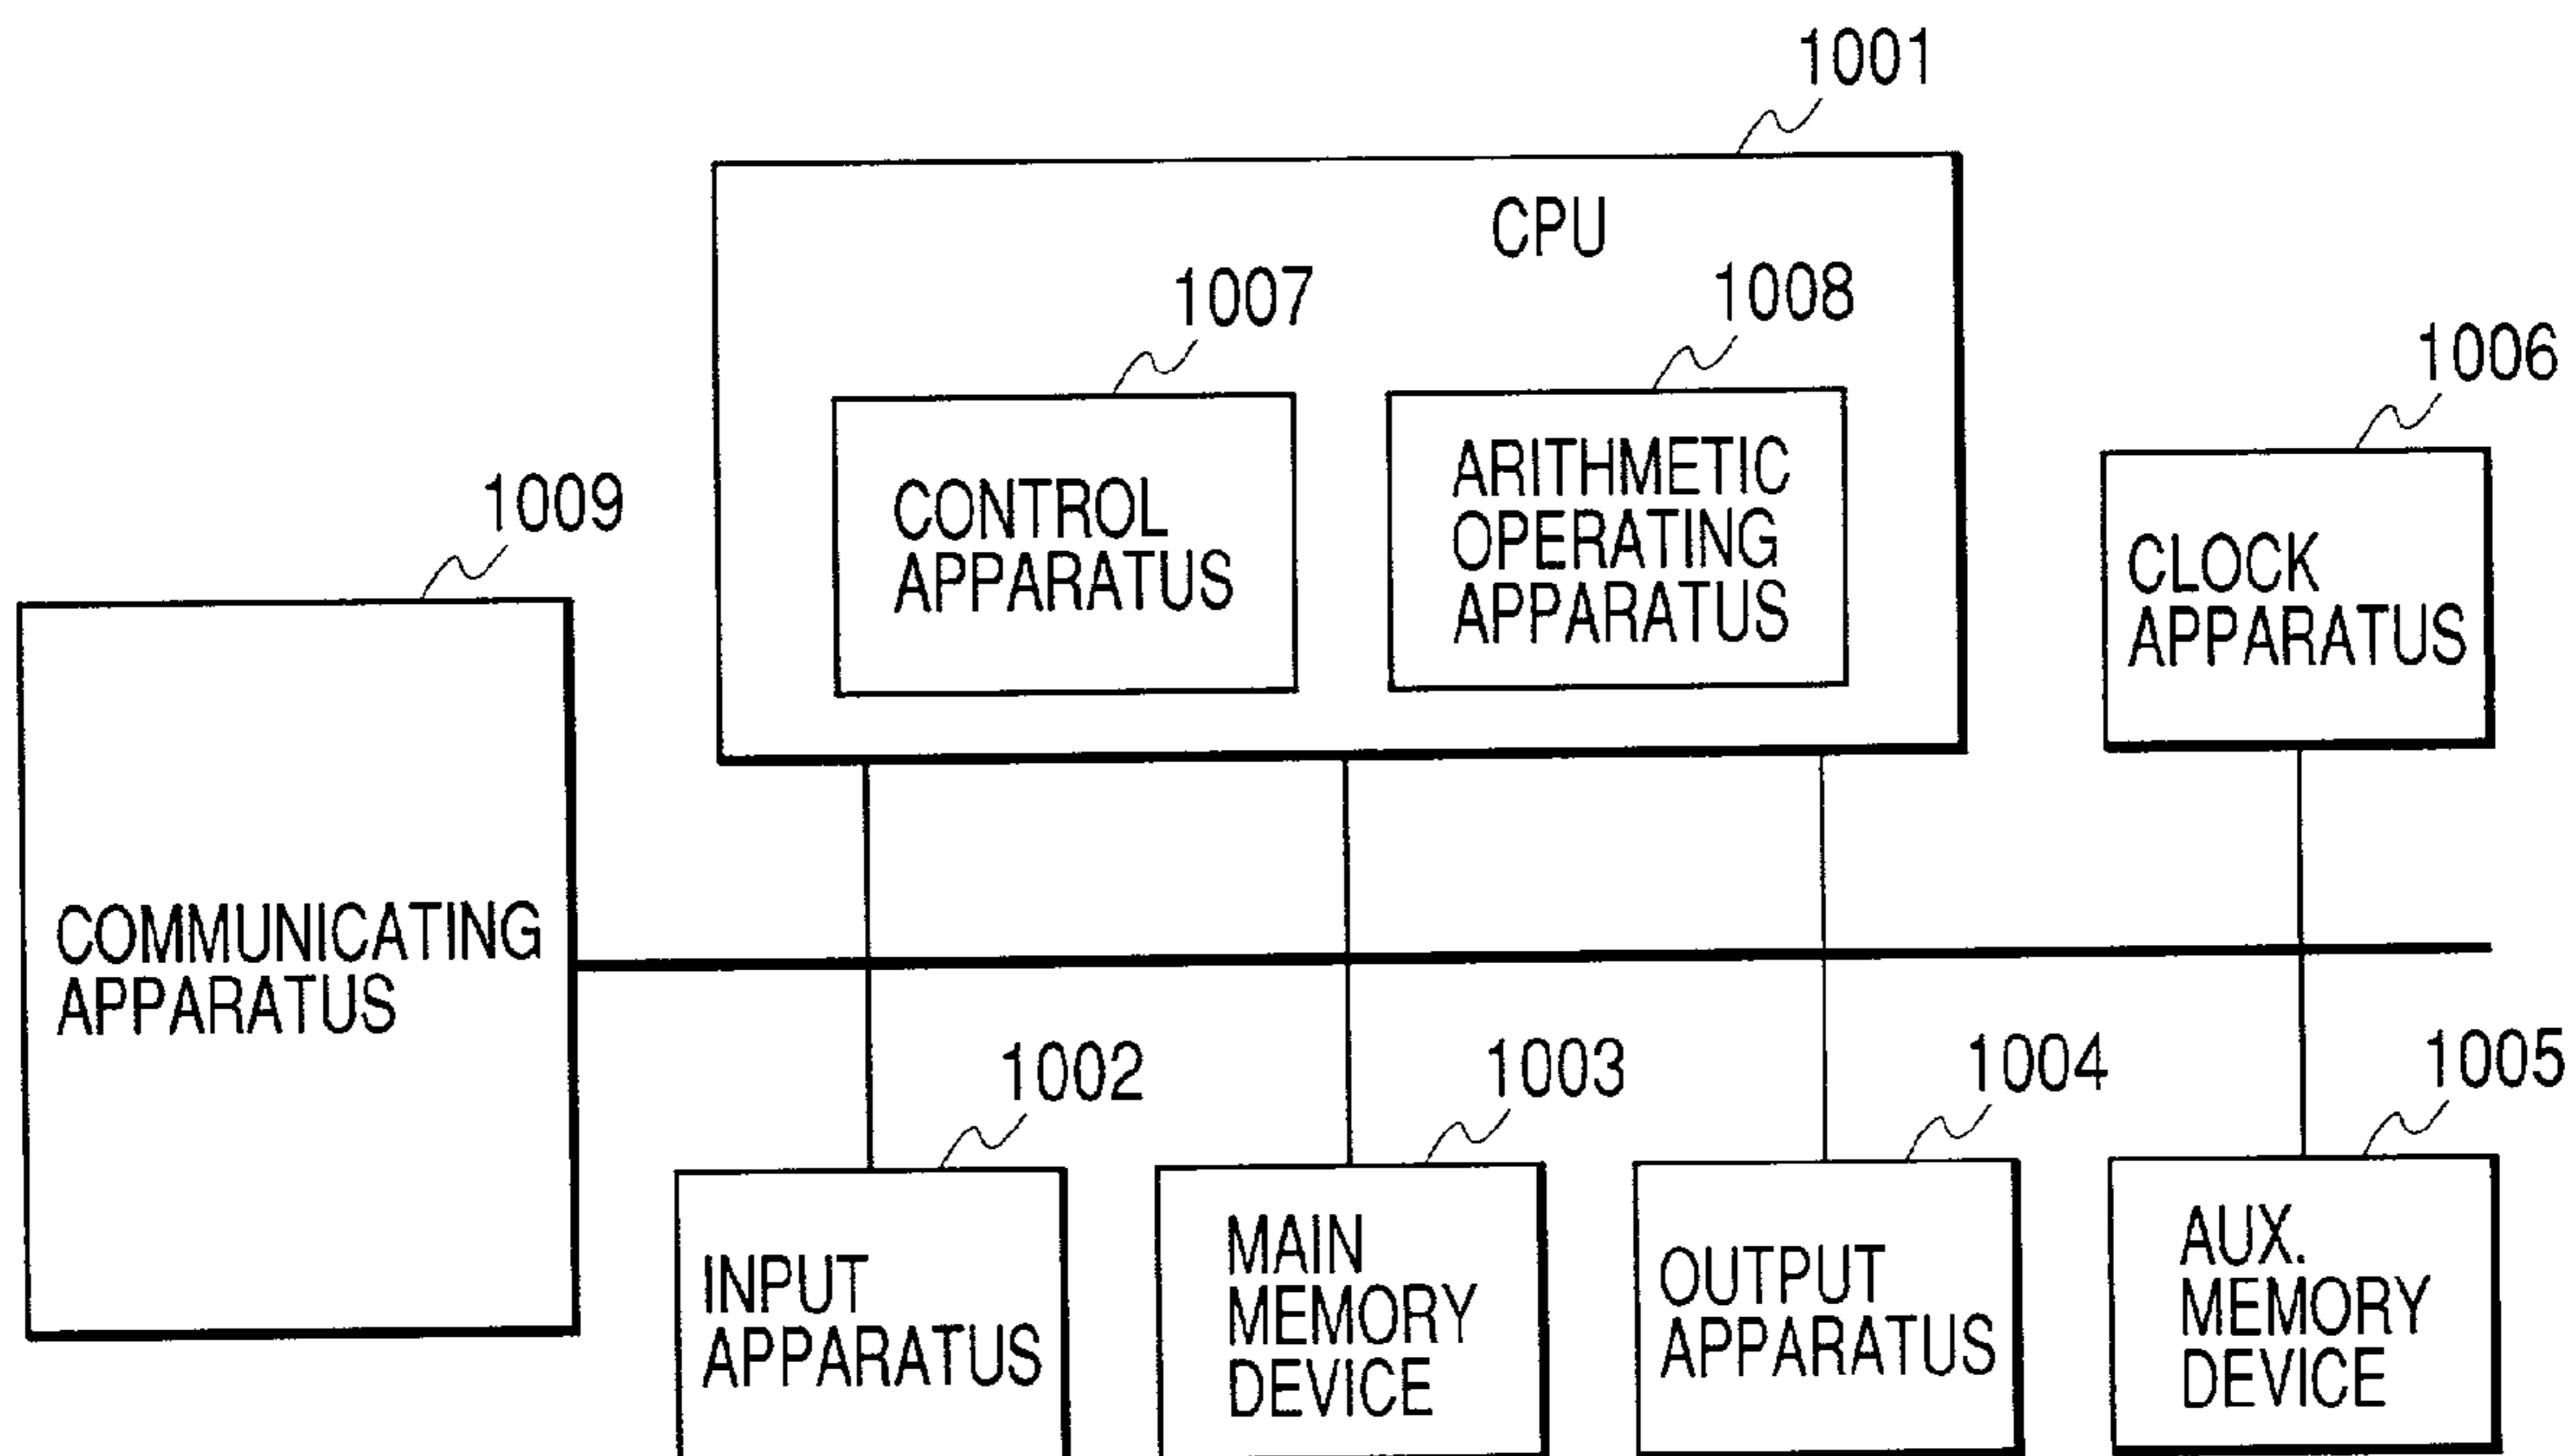 1001
CPU
1007
1008
1006
1009
CONTROL
APPARATUS
ARITHMETIC
OPERATING
APPARATUS
CLOCK
APPARATUS
COMMUNICATING
APPARATUS
1002
1003
1004
1005
INPUT
APPARATUS
MAIN
MEMORY
DEVICE
OUTPUT
APPARATUS
AUX.
MEMORY
DEVICE